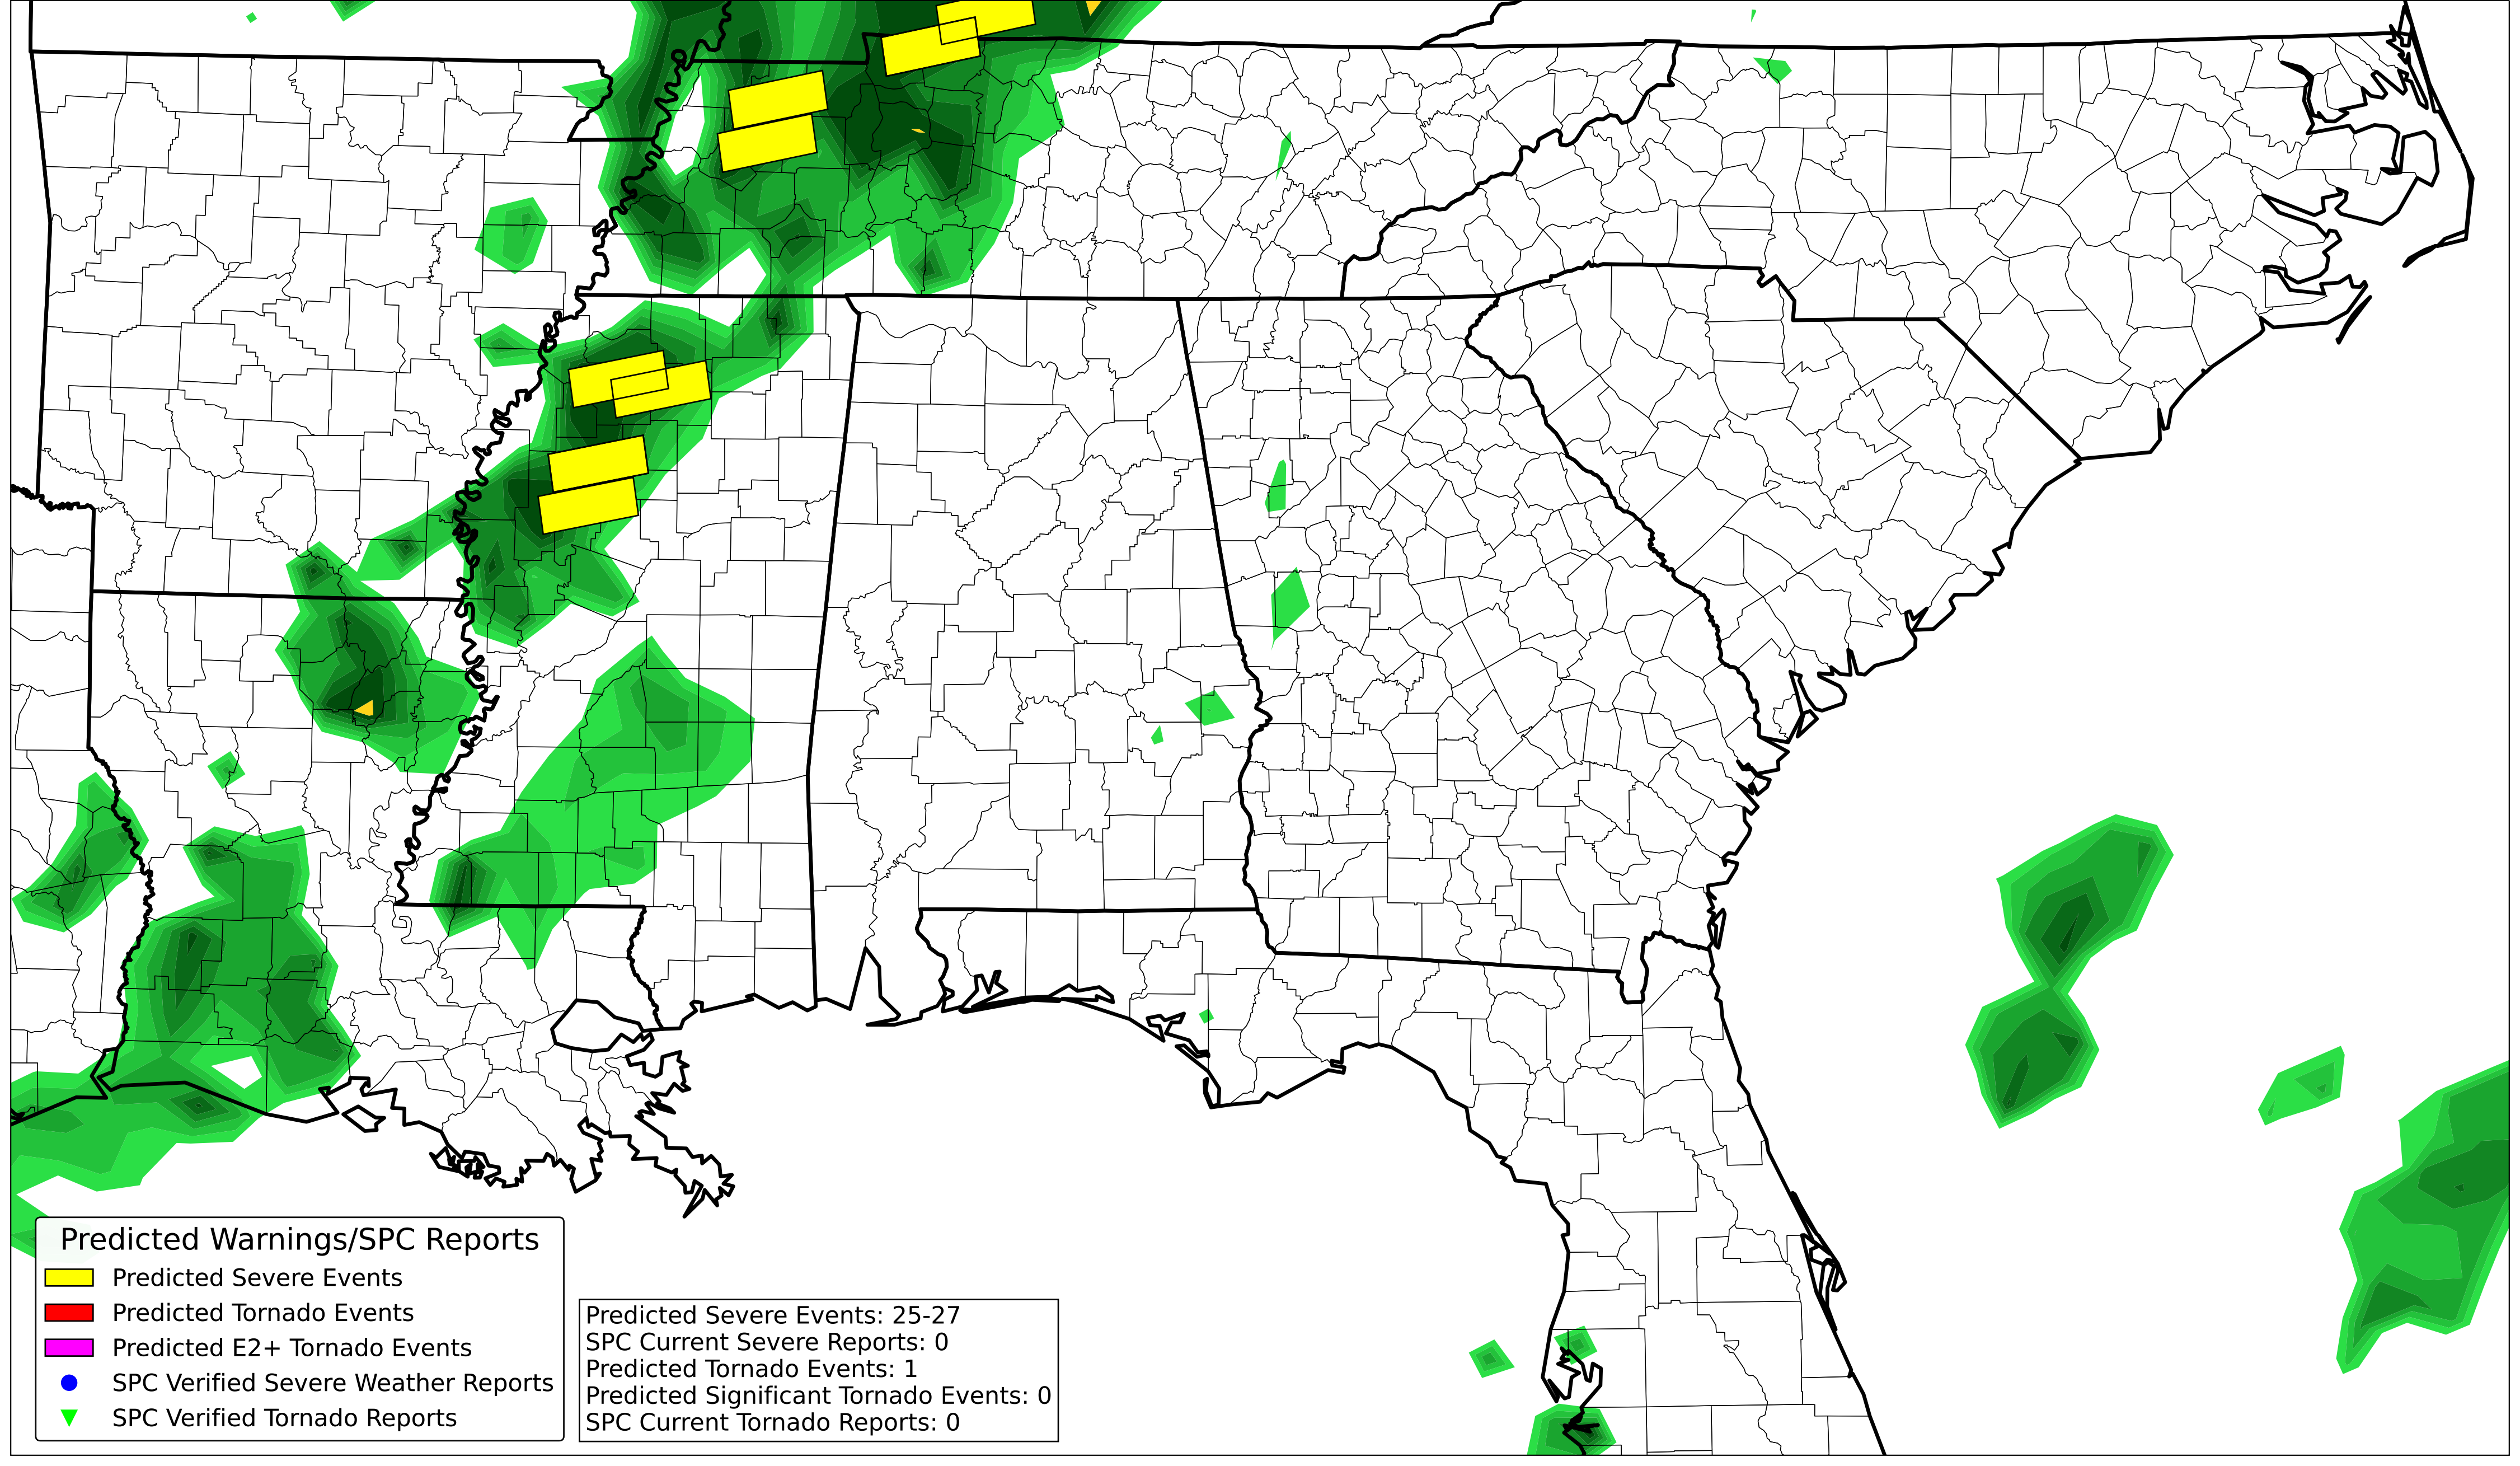 Predicted Warnings/SPC Reports
Predicted Severe Events
Predicted Tornado Events
Predicted E2+ Tornado Events
SPC Verified Severe Weather Reports
SPC Verified Tornado Reports
Predicted Severe Events: 25-27
SPC Current Severe Reports: 0
Predicted Tornado Events: 1
Predicted Significant Tornado Events: 0
SPC Current Tornado Reports: 0